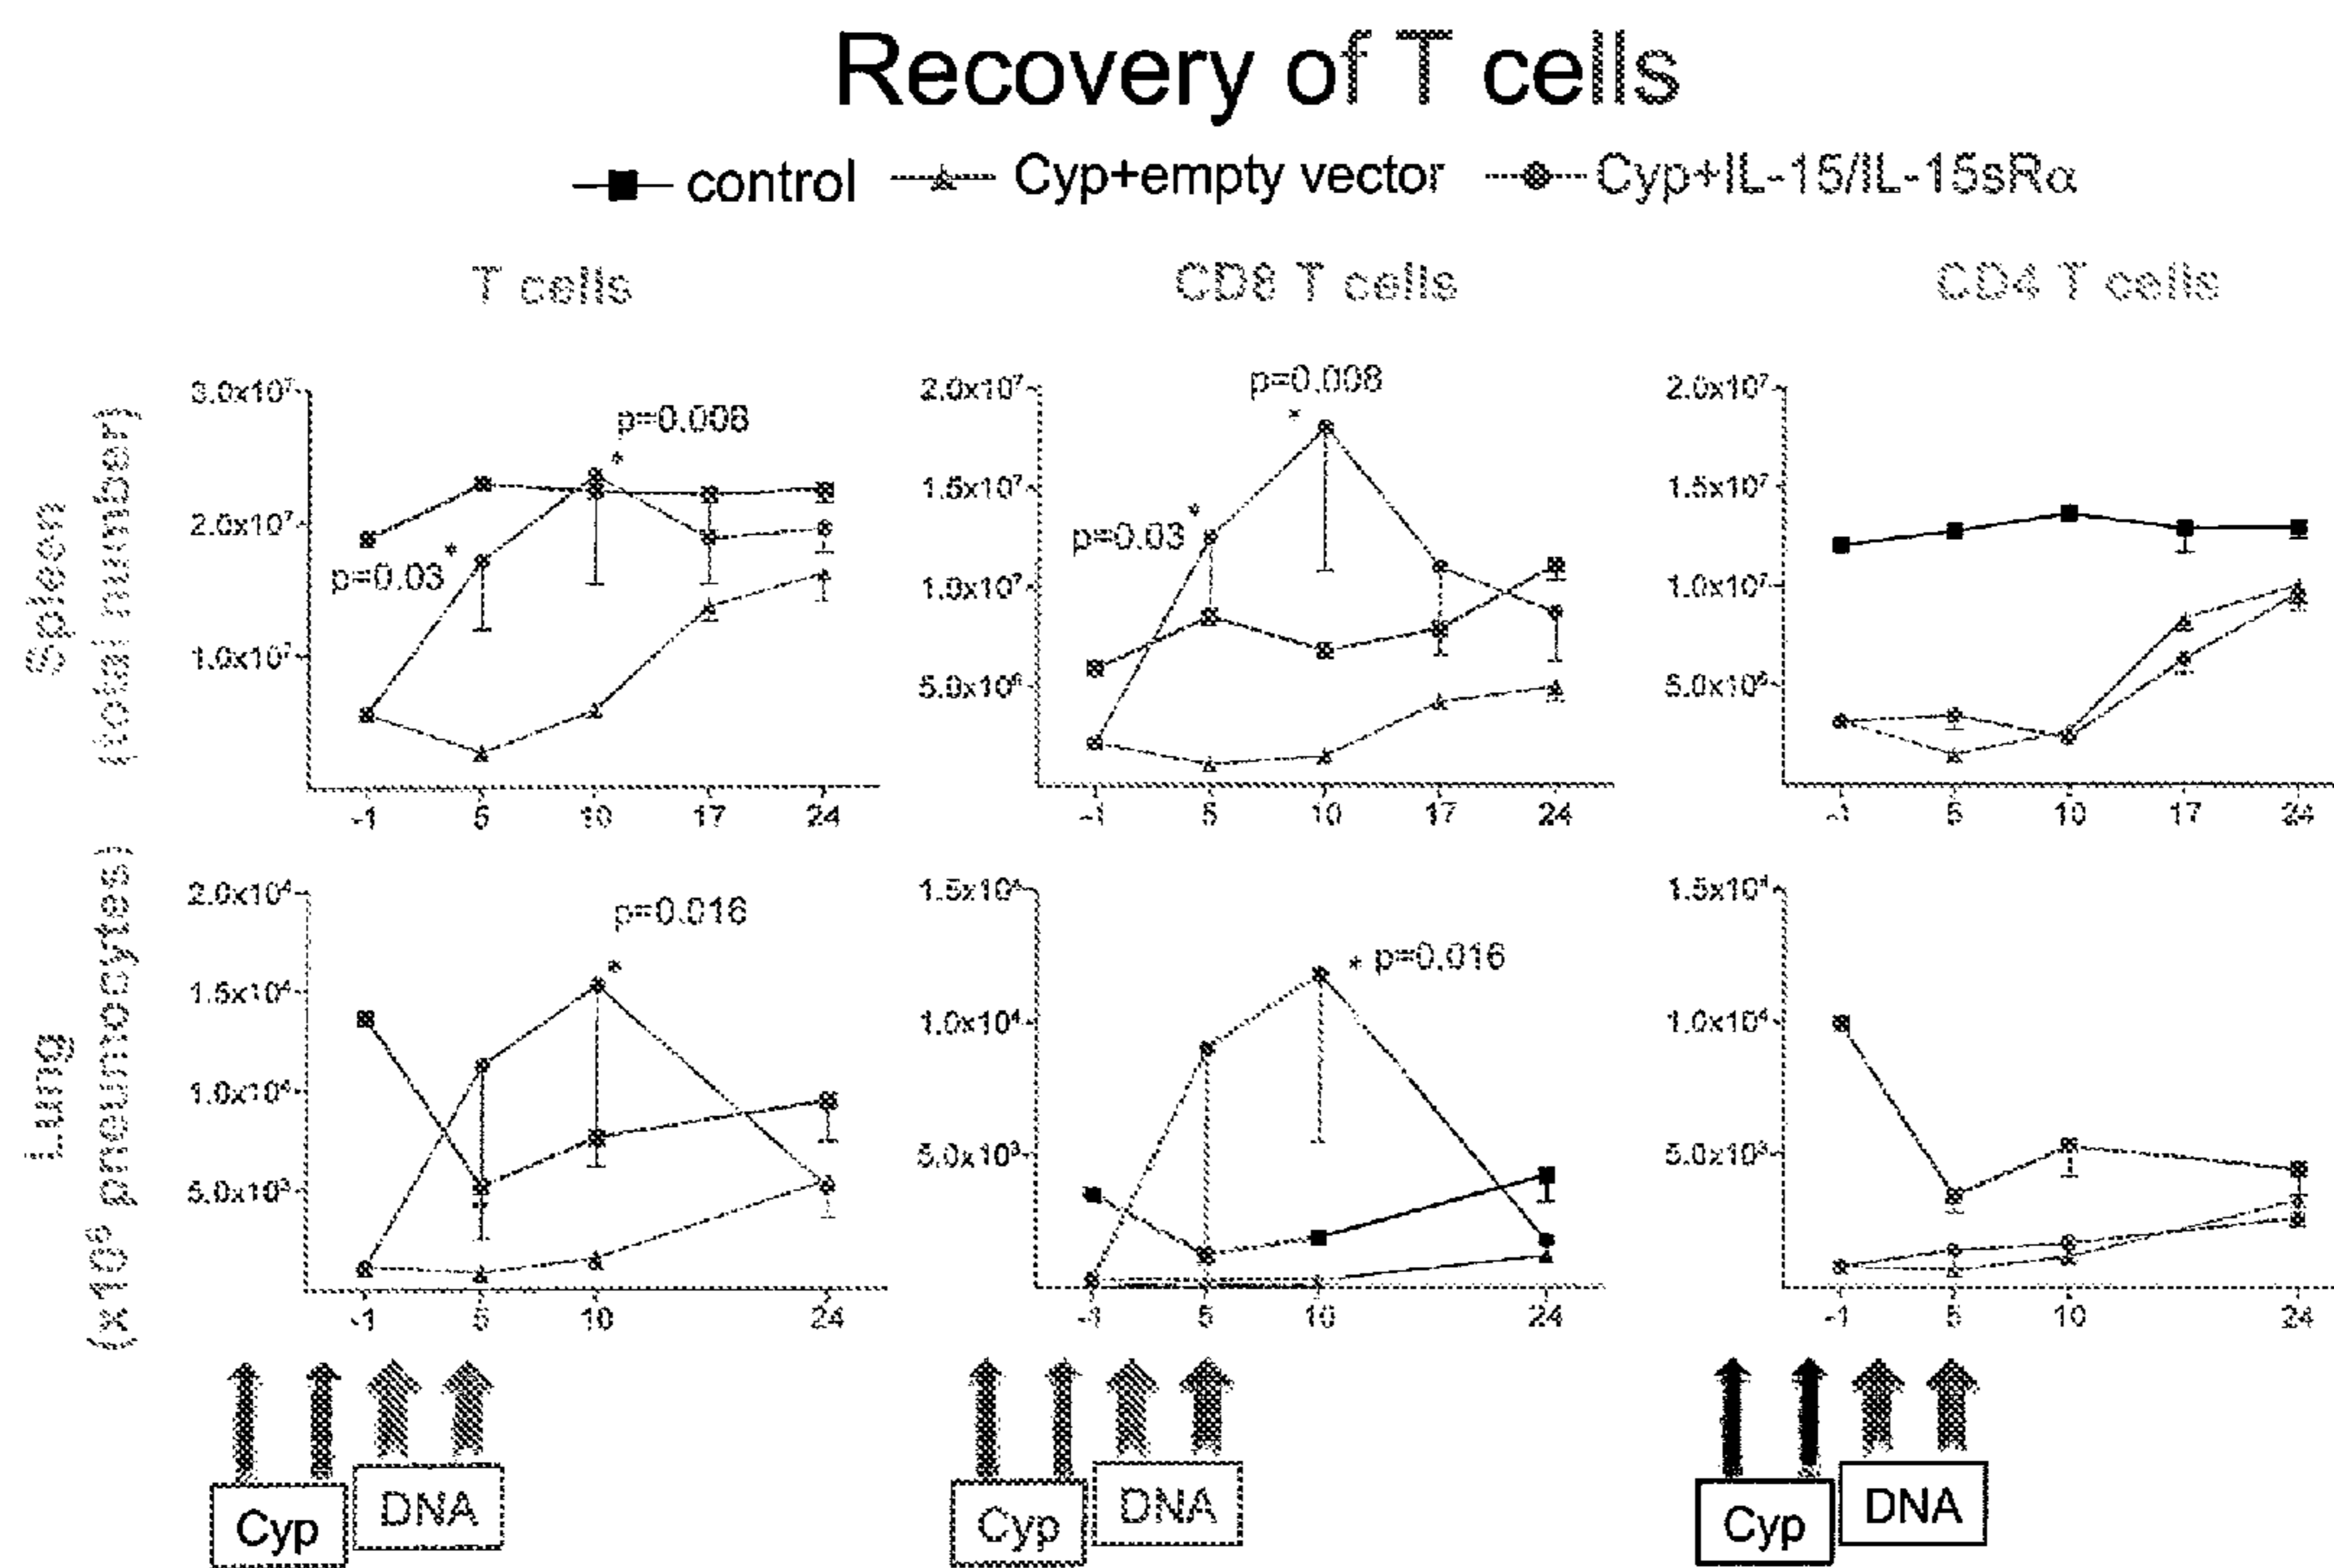 Recovery of T cells
control Cyp+empty vector Cyp+IL-15/IL-15sRα
T cells CD8 T cells CD4 T cells
Spleen
(total number)
3.0x10⁷
2.0x10⁷
1.0x10⁷
p=0.03 *
* p=0.008
-1 5 10 17 24
2.0x10⁷
1.5x10⁷
1.0x10⁷
5.0x10⁶
p=0.03 *
p=0.008
*
-1 5 10 17 24
2.0x10⁷
1.5x10⁷
1.0x10⁷
5.0x10⁶
-1 5 10 17 24
Lung
(x10⁶ pneumocytes)
2.0x10⁴
1.5x10⁴
1.0x10⁴
5.0x10³
p=0.016
*
-1 5 10 24
1.5x10⁴
1.0x10⁴
5.0x10³
* p=0.016
-1 5 10 24
1.5x10⁴
1.0x10⁴
5.0x10³
-1 5 10 24
Cyp DNA
Cyp DNA
Cyp DNA